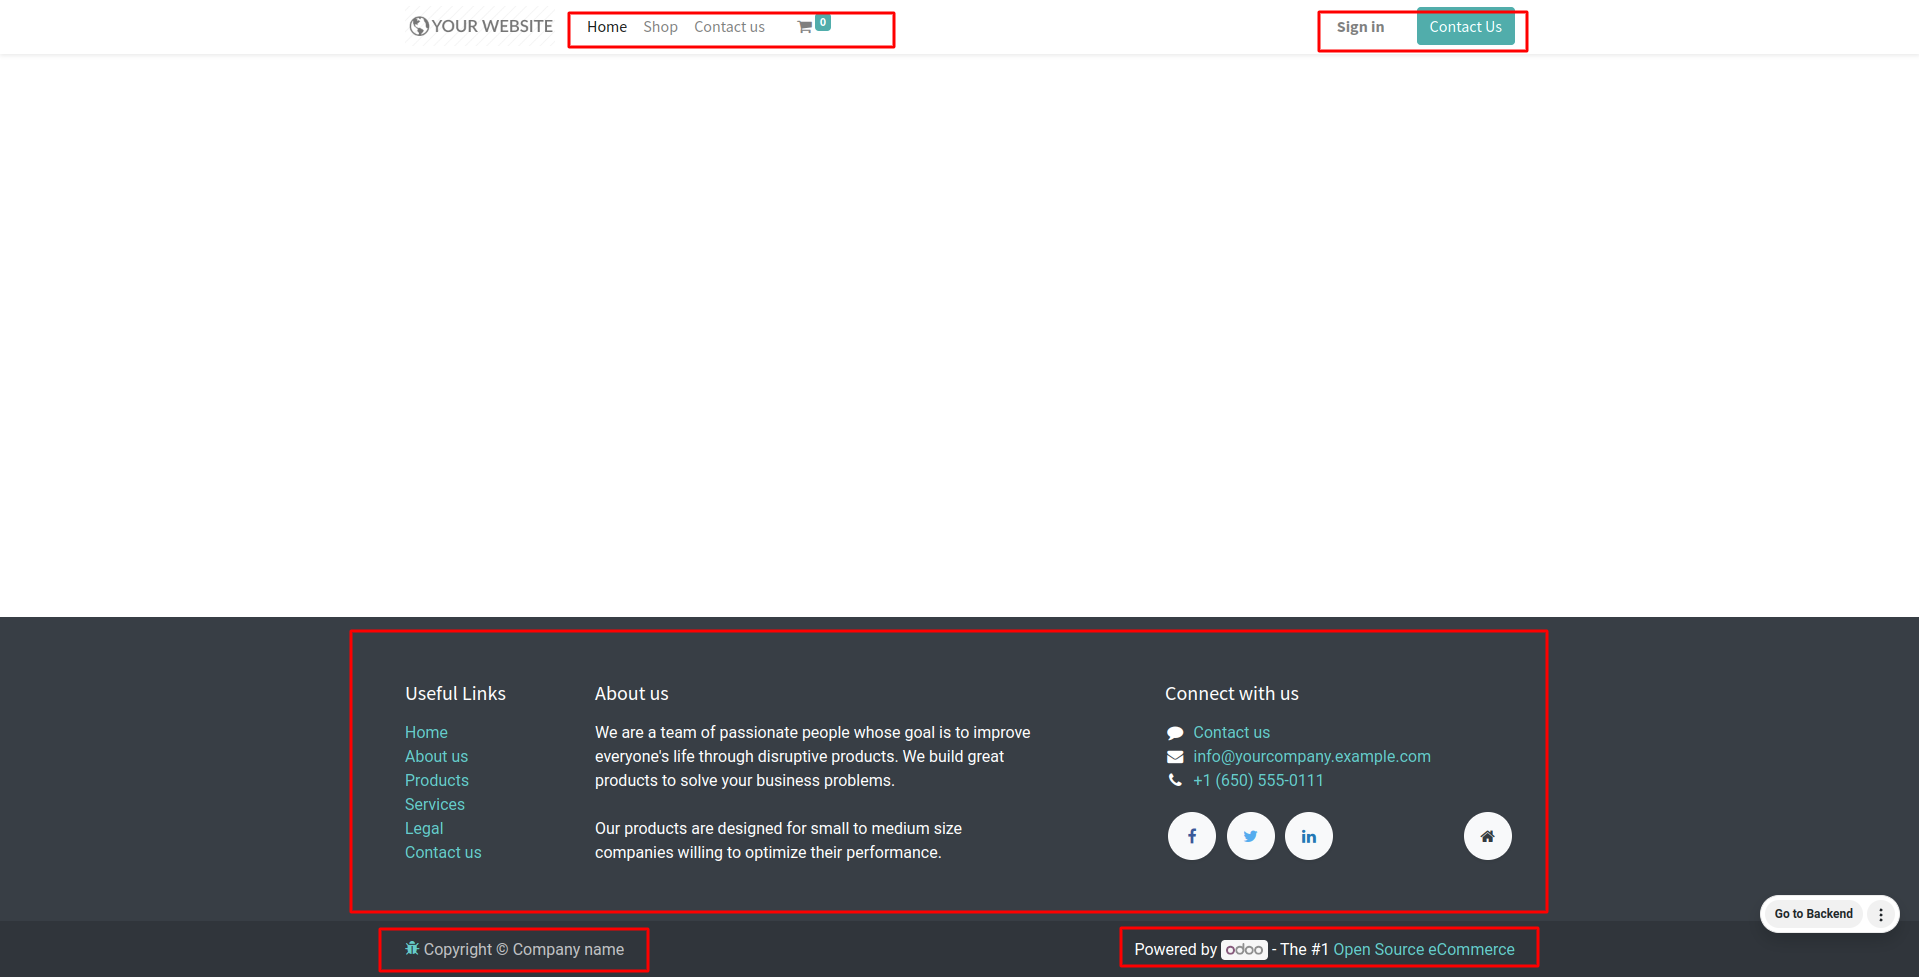 YOUR WEBSITE Home Shop Contact us 0 Sign in Contact Us
Useful Links
Home
About us
Products
Services
Legal
Contact us
About us
We are a team of passionate people whose goal is to improve
everyone's life through disruptive products. We build great
products to solve your business problems.
Our products are designed for small to medium size
companies willing to optimize their performance.
Connect with us
Contact us
info@yourcompany.example.com
+1 (650) 555-0111
Go to Backend
Copyright © Company name
Powered by odoo - The #1 Open Source eCommerce